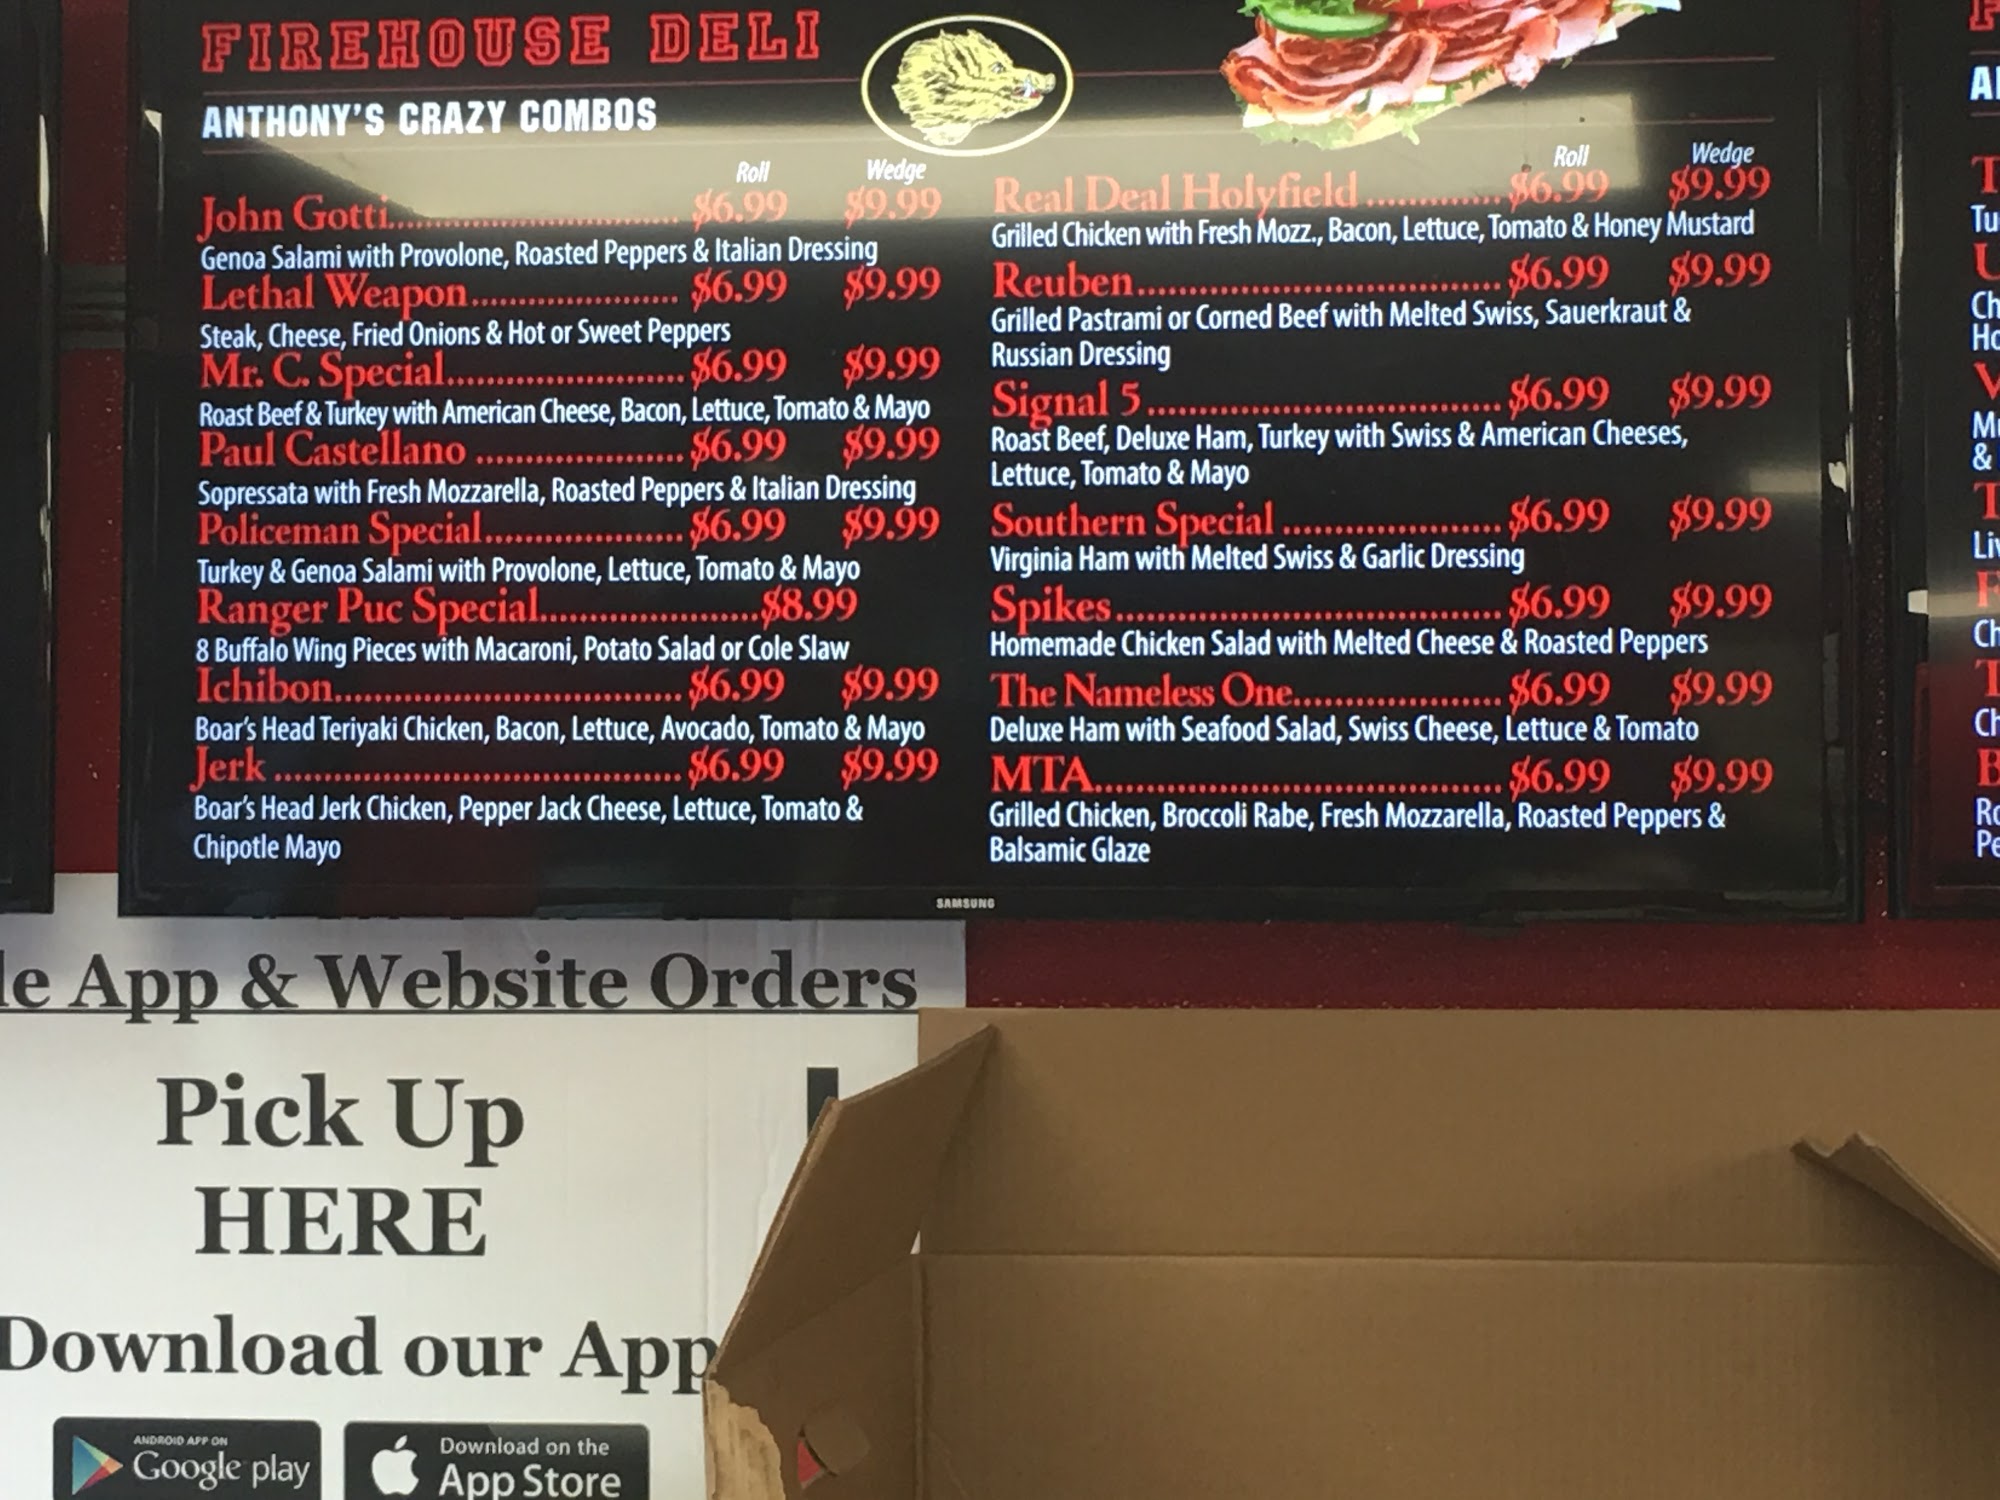 FIREHOUSE DELI
ANTHONY'S CRAZY COMBOS
Roll Wedge
John Gotti............................. $6.99 $9.99
Genoa Salami with Provolone, Roasted Peppers & Italian Dressing
Lethal Weapon..................... $6.99 $9.99
Steak, Cheese, Fried Onions & Hot or Sweet Peppers
Mr. C. Special........................ $6.99 $9.99
Roast Beef & Turkey with American Cheese, Bacon, Lettuce, Tomato & Mayo
Paul Castellano ..................... $6.99 $9.99
Sopressata with Fresh Mozzarella, Roasted Peppers & Italian Dressing
Policeman Special.................... $6.99 $9.99
Turkey & Genoa Salami with Provolone, Lettuce, Tomato & Mayo
Ranger Puc Special......................$8.99
8 Buffalo Wing Pieces with Macaroni, Potato Salad or Cole Slaw
Ichibon................................... $6.99 $9.99
Boar's Head Teriyaki Chicken, Bacon, Lettuce, Avocado, Tomato & Mayo
Jerk ......................................... $6.99 $9.99
Boar's Head Jerk Chicken, Pepper Jack Cheese, Lettuce, Tomato &
Chipotle Mayo
Roll Wedge
Real Deal Holyfield .............. $6.99 $9.99
Grilled Chicken with Fresh Mozz., Bacon, Lettuce, Tomato & Honey Mustard
Reuben..................................... $6.99 $9.99
Grilled Pastrami or Corned Beef with Melted Swiss, Sauerkraut &
Russian Dressing
Signal 5 ................................... $6.99 $9.99
Roast Beef, Deluxe Ham, Turkey with Swiss & American Cheeses,
Lettuce, Tomato & Mayo
Southern Special ...................... $6.99 $9.99
Virginia Ham with Melted Swiss & Garlic Dressing
Spikes....................................... $6.99 $9.99
Homemade Chicken Salad with Melted Cheese & Roasted Peppers
The Nameless One..................... $6.99 $9.99
Deluxe Ham with Seafood Salad, Swiss Cheese, Lettuce & Tomato
MTA......................................... $6.99 $9.99
Grilled Chicken, Broccoli Rabe, Fresh Mozzarella, Roasted Peppers &
Balsamic Glaze
SAMSUNG
le App & Website Orders
Pick Up
HERE
Download our App
ANDROID APP ON
Google play
Download on the
App Store